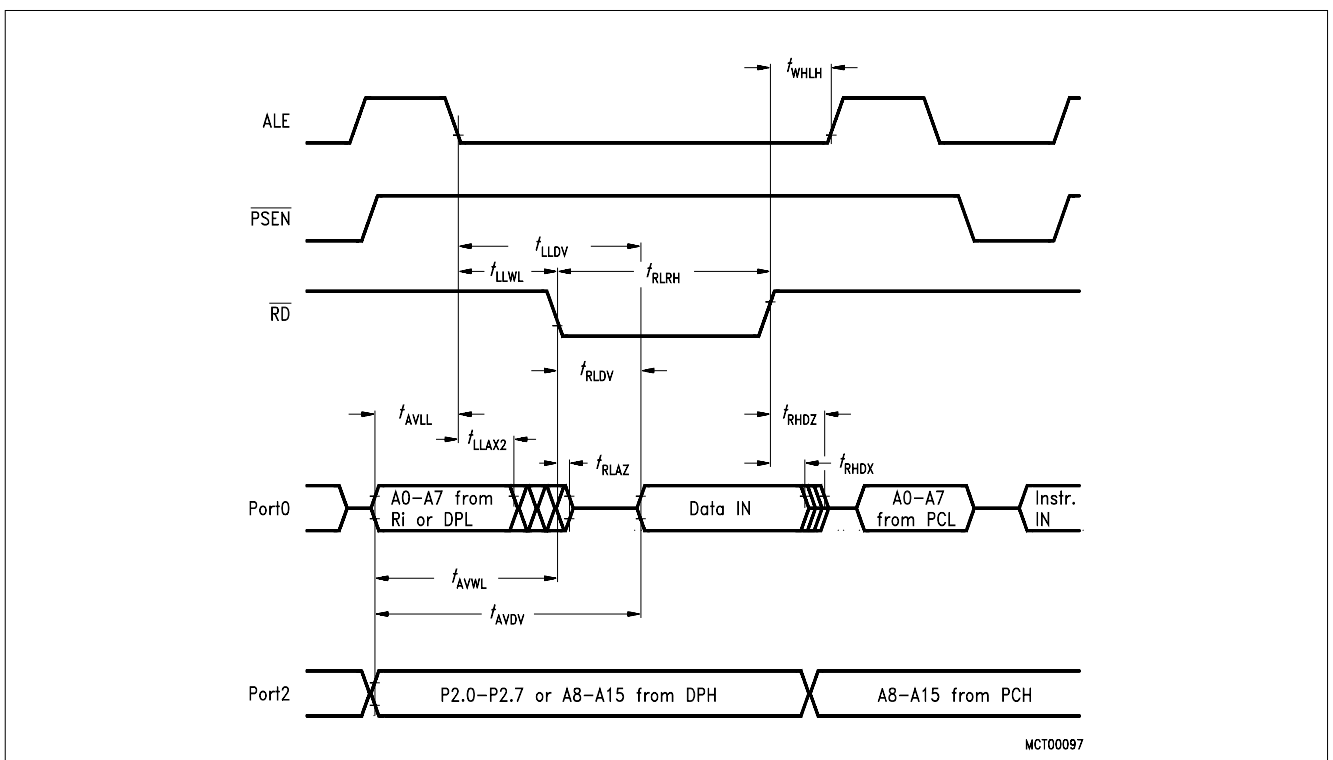 tWHLH
ALE
PSEN
tLLDV
tLLWL
tRLRH
RD
tRLDV
tAVLL
tRHDZ
tLLAX2
tRLAZ
tRHDX
Port0
A0-A7 from
Ri or DPL
Data IN
A0-A7
from PCL
Instr.
IN
tAVWL
tAVDV
Port2
P2.0-P2.7 or A8-A15 from DPH
A8-A15 from PCH
MCT00097